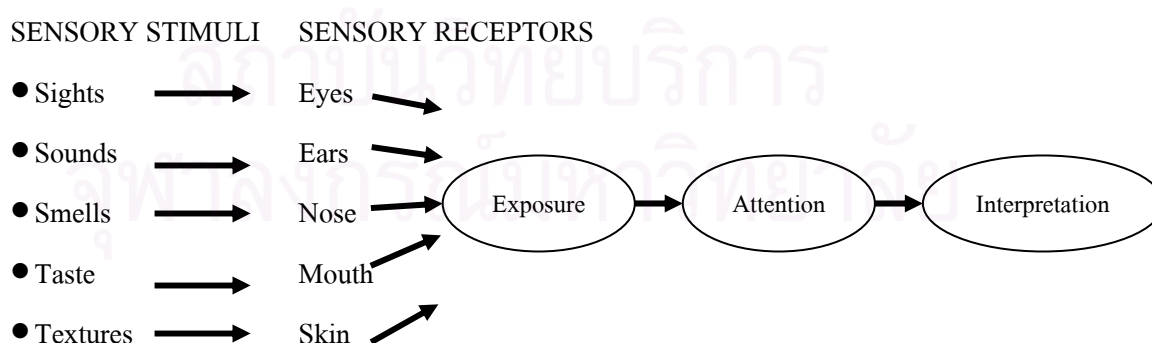 SENSORY STIMULI SENSORY RECEPTORS
● Sights Eyes
● Sounds Ears
● Smells Nose Exposure Attention Interpretation
● Taste Mouth
● Textures Skin
สถาบันวิทยบริการ
จุฬาลงกรณ์มหาวิทยาลัย